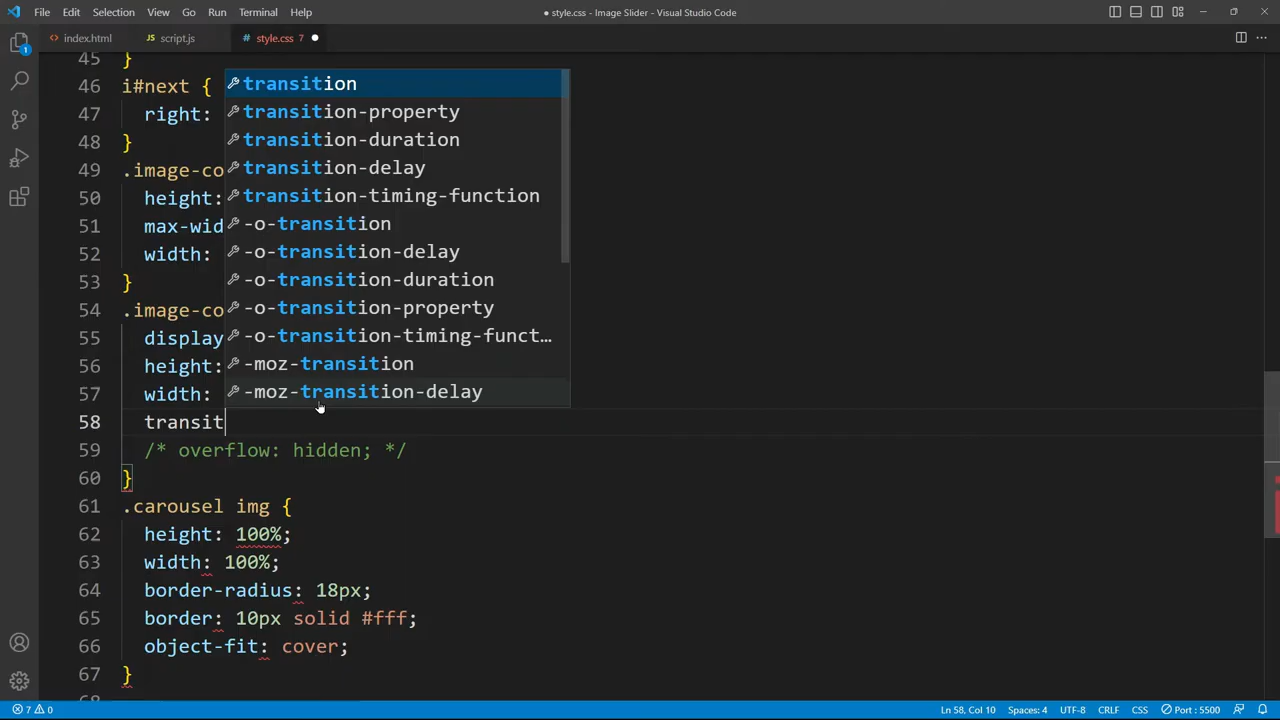 File Edit Selection View Go Run Terminal Help
● style.css - Image Slider - Visual Studio Code
index.html
JS script.js
# style.css 7 ●
1
45 }
46 i#next {
47 right:
48 }
49 .image-co
50 height:
51 max-wid
52 width:
53 }
54 .image-co
55 display
56 height:
57 width:
58 transit
59 /* overflow: hidden; */
60 }
61 .carousel img {
62 height: 100%;
63 width: 100%;
64 border-radius: 18px;
65 border: 10px solid #fff;
66 object-fit: cover;
67 }
transition
transition-property
transition-duration
transition-delay
transition-timing-function
-o-transition
-o-transition-delay
-o-transition-duration
-o-transition-property
-o-transition-timing-funct…
-moz-transition
-moz-transition-delay
7 0
Ln 58, Col 10 Spaces: 4 UTF-8 CRLF CSS Port : 5500